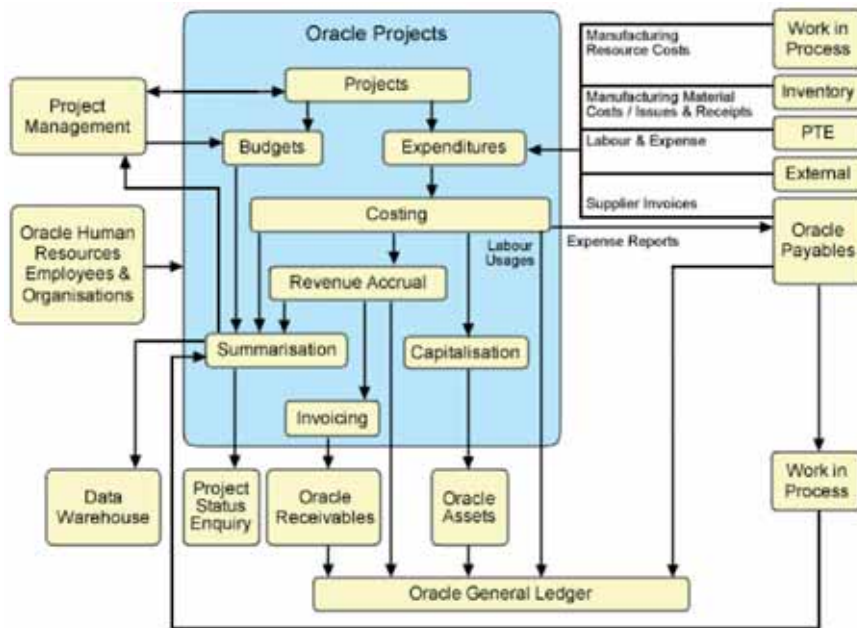 Oracle Projects
Projects
Budgets
Expenditures
Costing
Labour
Usages
Revenue Accrual
Summarisation
Capitalisation
Invoicing
Project
Management
Oracle Human
Resources
Employees &
Organisations
Manufacturing
Resource Costs
Manufacturing Material
Costs / Issues & Receipts
Labour & Expense
Supplier Invoices
Expense Reports
Work in
Process
Inventory
PTE
External
Oracle
Payables
Data
Warehouse
Project
Status
Enquiry
Oracle
Receivables
Oracle
Assets
Work in
Process
Oracle General Ledger